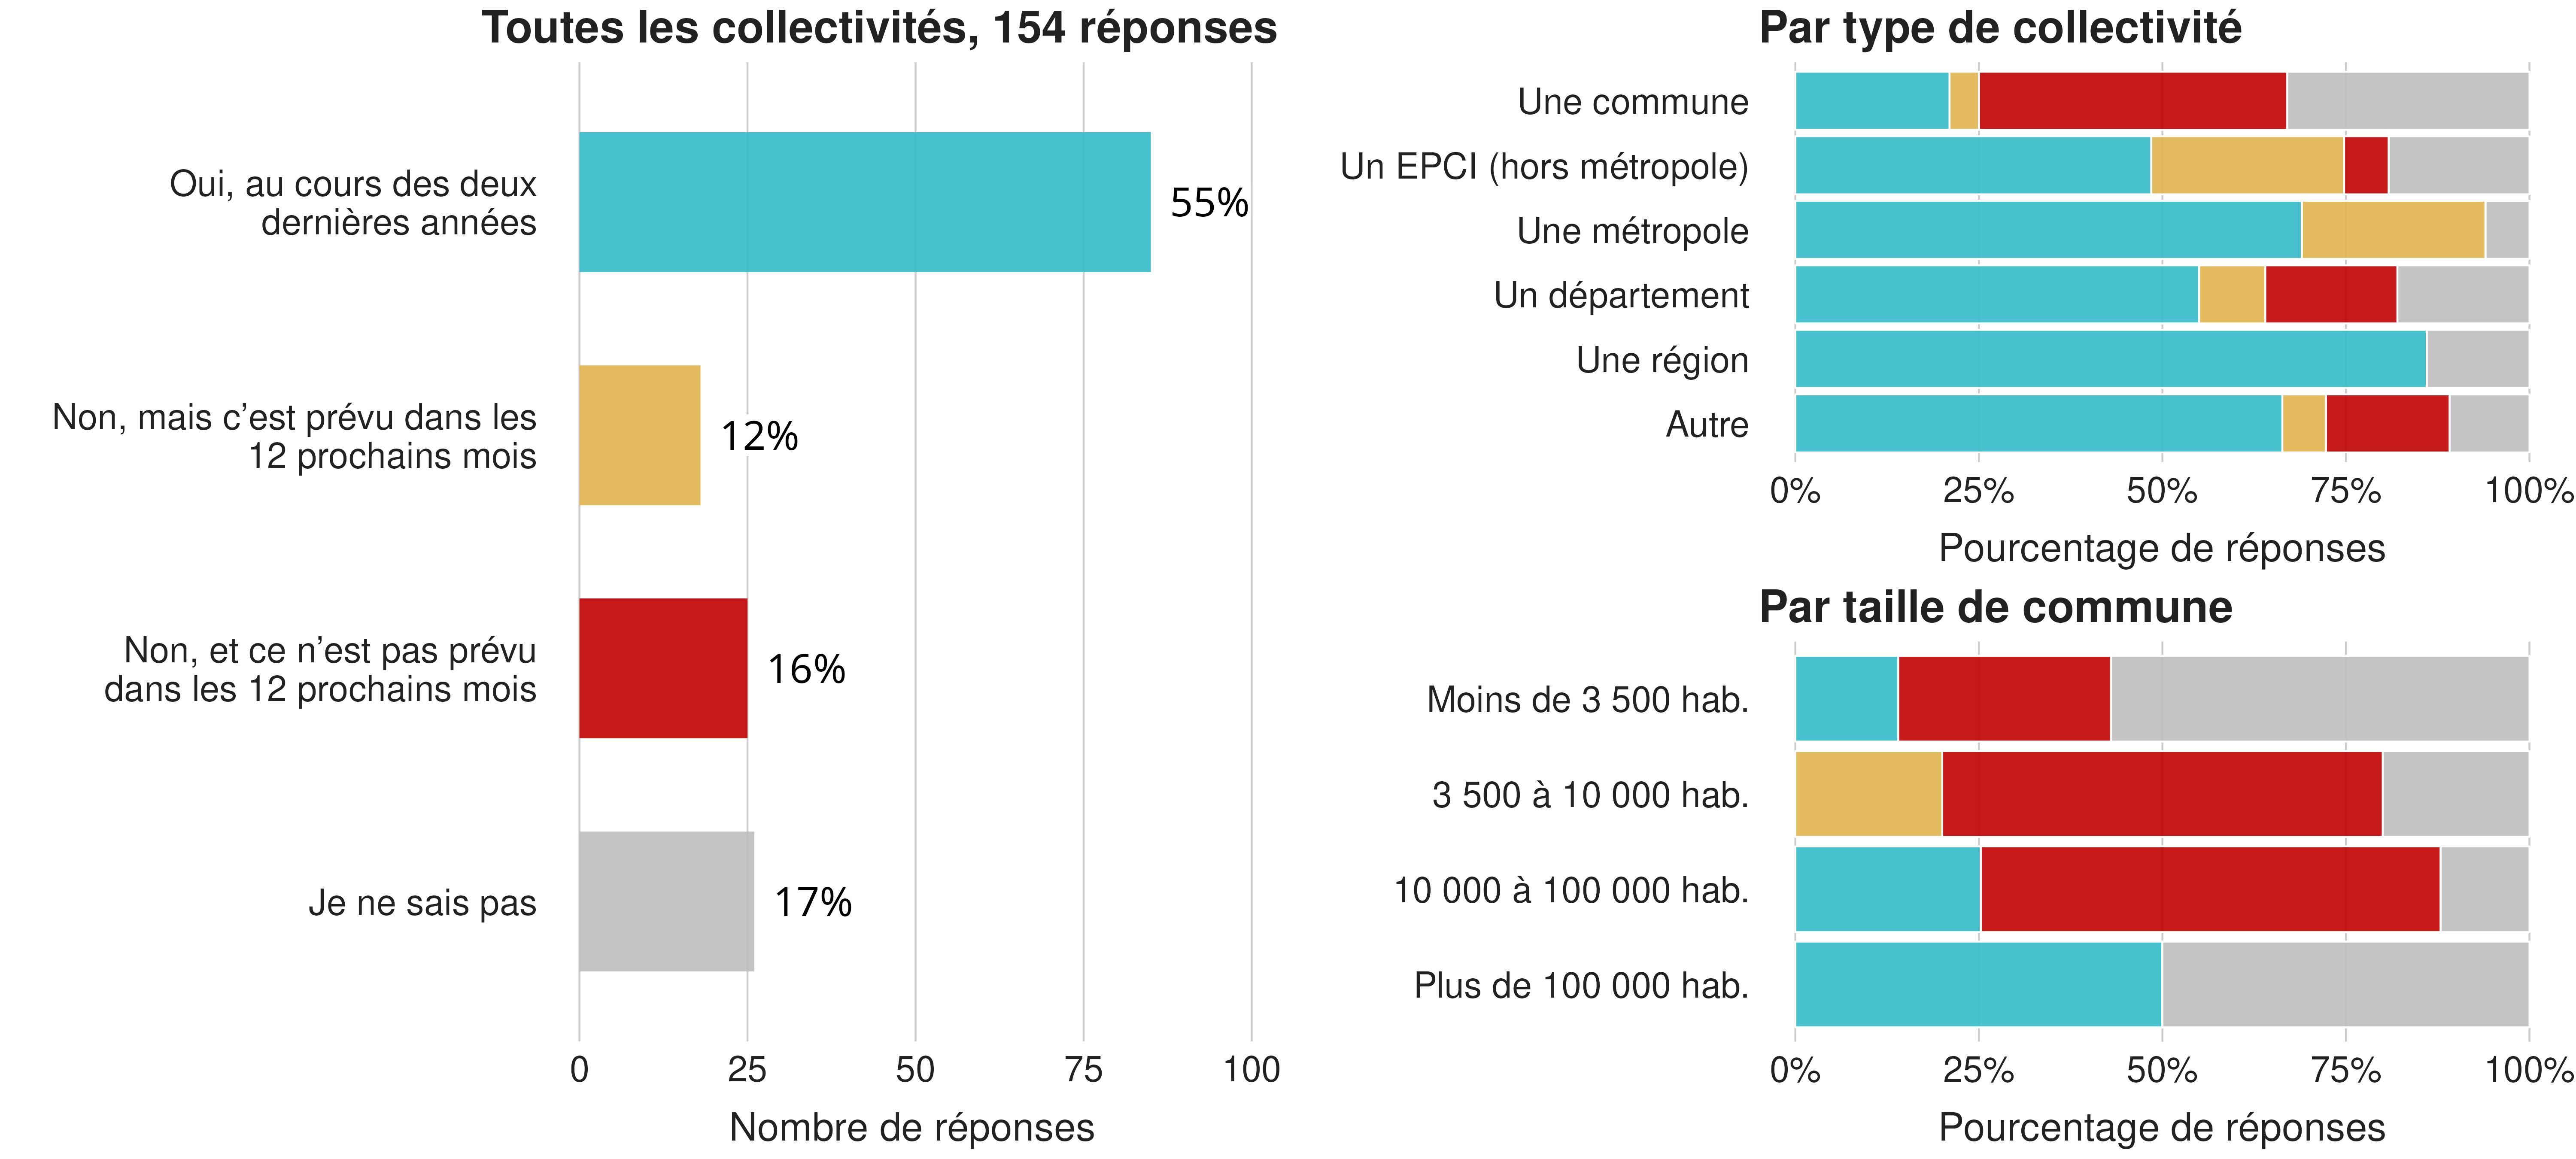 Toutes les collectivités, 154 réponses
Oui, au cours des deux
dernières années
55%
Non, mais c’est prévu dans les
12 prochains mois
12%
Non, et ce n’est pas prévu
dans les 12 prochains mois
16%
Je ne sais pas
17%
0 25 50 75 100
Nombre de réponses
Par type de collectivité
Une commune
Un EPCI (hors métropole)
Une métropole
Un département
Une région
Autre
0% 25% 50% 75% 100%
Pourcentage de réponses
Par taille de commune
Moins de 3 500 hab.
3 500 à 10 000 hab.
10 000 à 100 000 hab.
Plus de 100 000 hab.
0% 25% 50% 75% 100%
Pourcentage de réponses